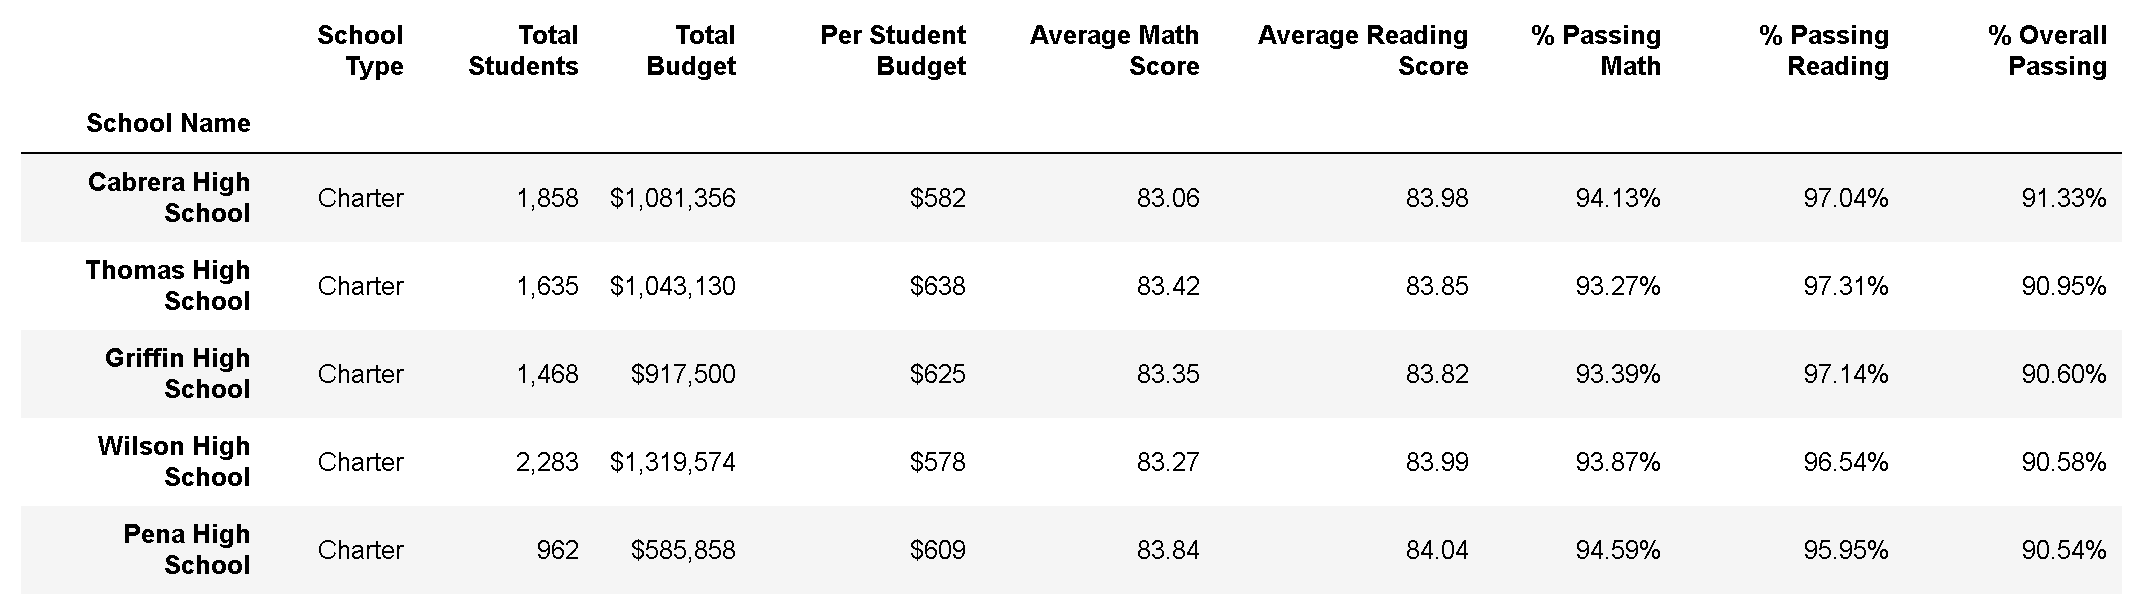 School Total Total Per Student Average Math Average Reading % Passing % Passing % Overall
Type Students Budget Budget Score Score Math Reading Passing
School Name
Cabrera High
School Charter 1,858 $1,081,356 $582 83.06 83.98 94.13% 97.04% 91.33%
Thomas High
School Charter 1,635 $1,043,130 $638 83.42 83.85 93.27% 97.31% 90.95%
Griffin High
School Charter 1,468 $917,500 $625 83.35 83.82 93.39% 97.14% 90.60%
Wilson High
School Charter 2,283 $1,319,574 $578 83.27 83.99 93.87% 96.54% 90.58%
Pena High
School Charter 962 $585,858 $609 83.84 84.04 94.59% 95.95% 90.54%